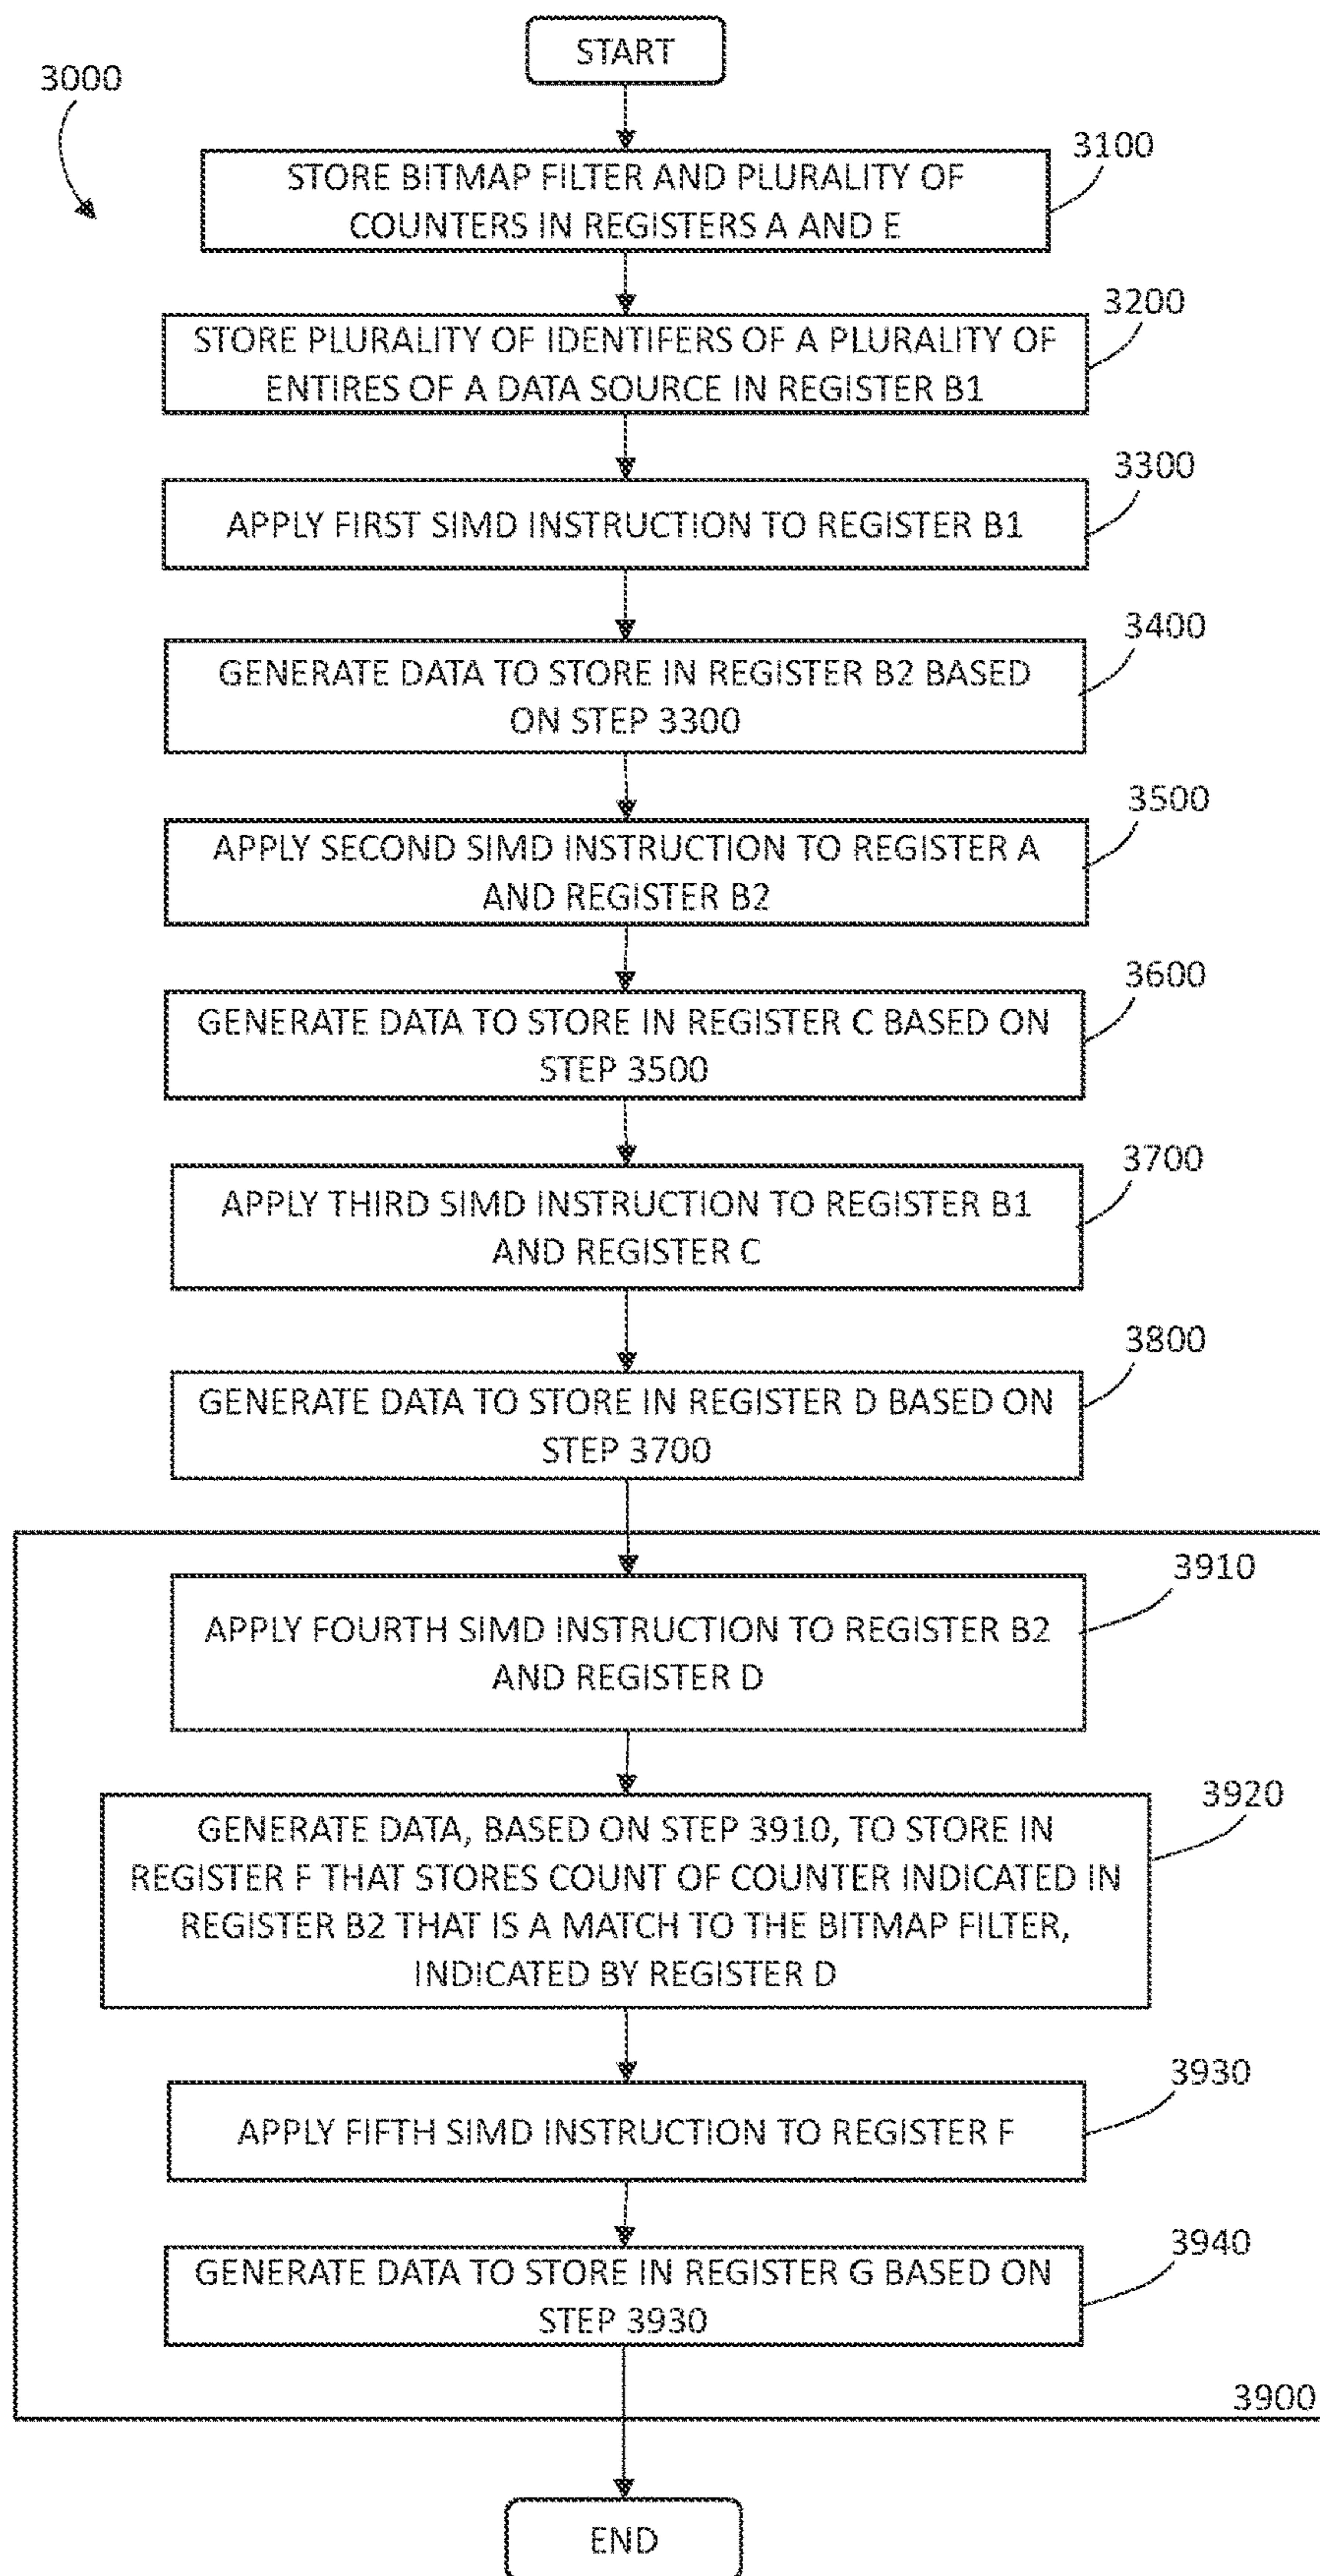 START
3000
3100
STORE BITMAP FILTER AND PLURALITY OF
COUNTERS IN REGISTERS A AND E
3200
STORE PLURALITY OF IDENTIFERS OF A PLURALITY OF
ENTIRES OF A DATA SOURCE IN REGISTER B1
3300
APPLY FIRST SIMD INSTRUCTION TO REGISTER B1
3400
GENERATE DATA TO STORE IN REGISTER B2 BASED
ON STEP 3300
3500
APPLY SECOND SIMD INSTRUCTION TO REGISTER A
AND REGISTER B2
3600
GENERATE DATA TO STORE IN REGISTER C BASED ON
STEP 3500
3700
APPLY THIRD SIMD INSTRUCTION TO REGISTER B1
AND REGISTER C
3800
GENERATE DATA TO STORE IN REGISTER D BASED ON
STEP 3700
3910
APPLY FOURTH SIMD INSTRUCTION TO REGISTER B2
AND REGISTER D
3920
GENERATE DATA, BASED ON STEP 3910, TO STORE IN
REGISTER F THAT STORES COUNT OF COUNTER INDICATED IN
REGISTER B2 THAT IS A MATCH TO THE BITMAP FILTER,
INDICATED BY REGISTER D
3930
APPLY FIFTH SIMD INSTRUCTION TO REGISTER F
3940
GENERATE DATA TO STORE IN REGISTER G BASED ON
STEP 3930
3900
END